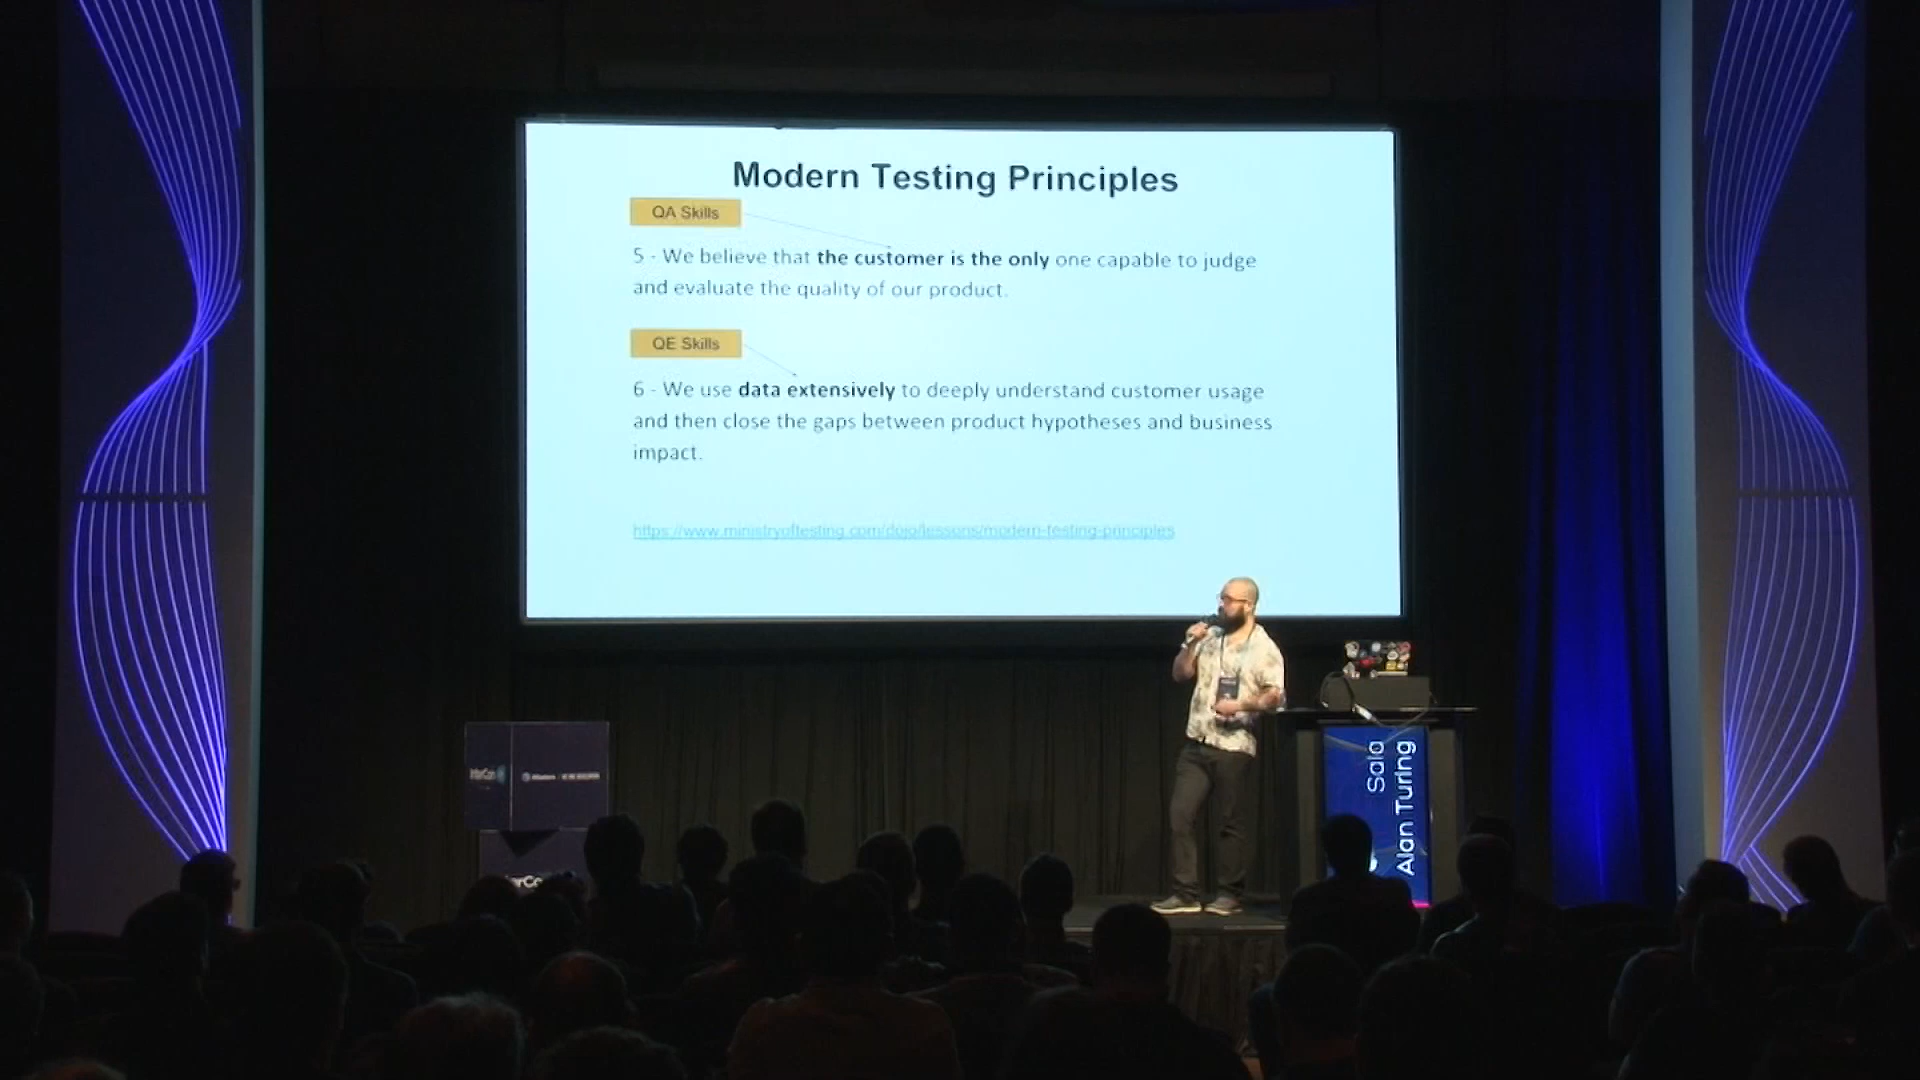 Modern Testing Principles
QA Skills
5 - We believe that the customer is the only one capable to judge
and evaluate the quality of our product.
QE Skills
6 - We use data extensively to deeply understand customer usage
and then close the gaps between product hypotheses and business
impact.
https://www.ministryoftesting.com/dojo/lessons/modern-testing-principles
InterCon
Sala
Alan Turing